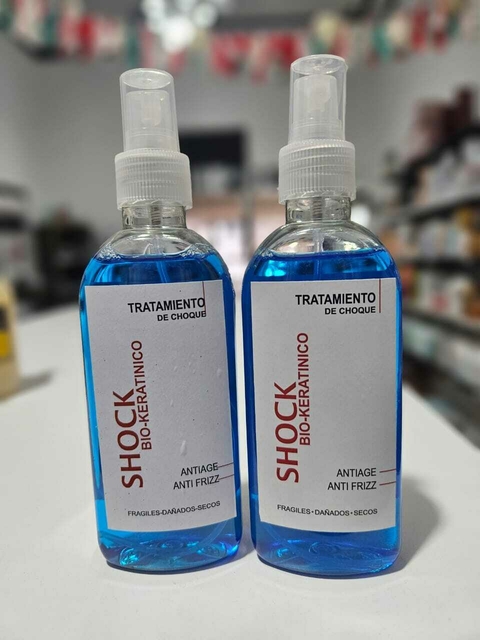 TRATAMIENTO
DE CHOQUE
SHOCK
BIO-KERATINICO
ANTIAGE
ANTI FRIZZ
FRAGILES-DAÑADOS-SECOS
TRATAMIENTO
DE CHOQUE
SHOCK
BIO-KERATINICO
ANTIAGE
ANTI FRIZZ
FRAGILES•DAÑADOS•SECOS